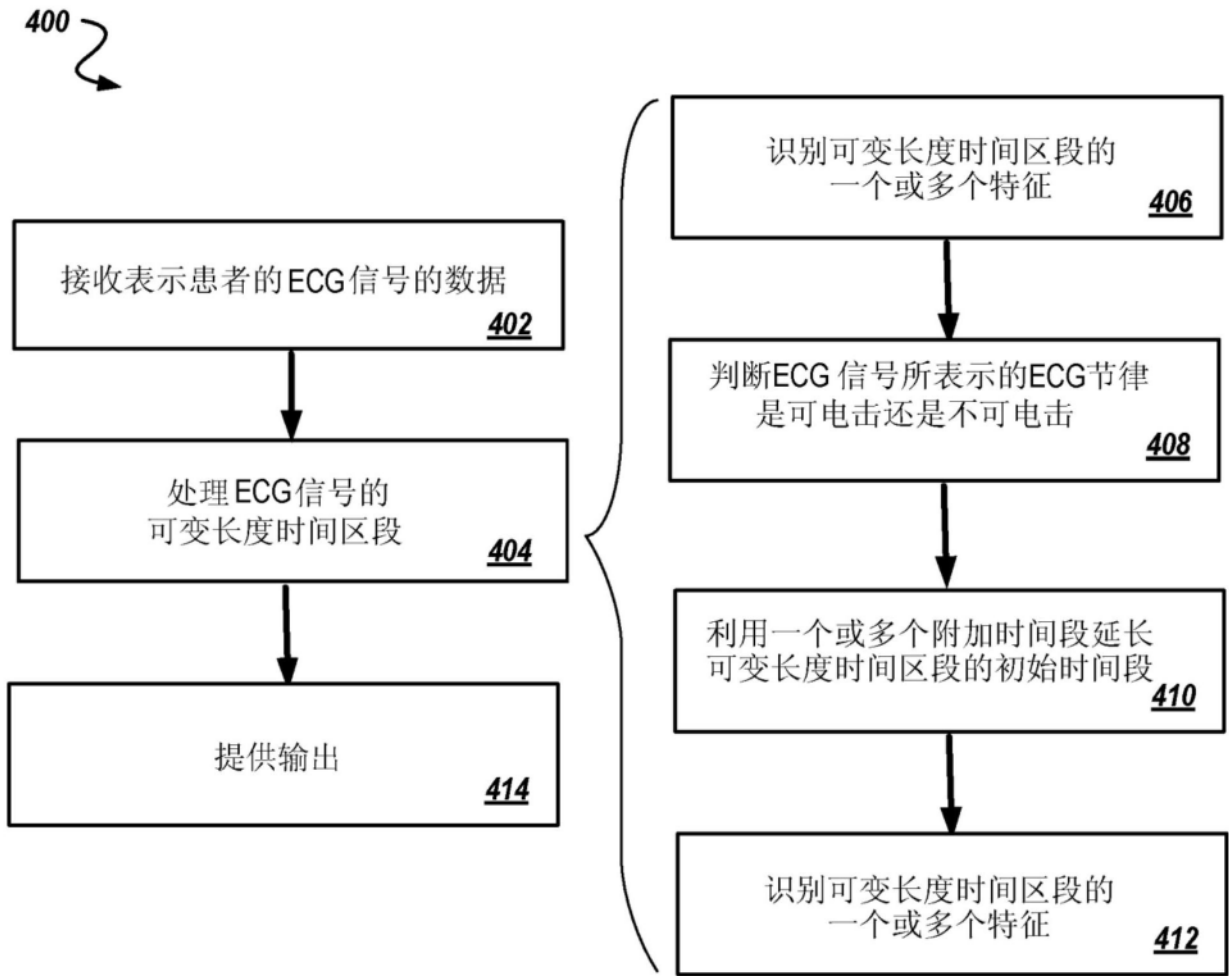 400
接收表示患者的ECG信号的数据
402
处理ECG信号的
可变长度时间区段
404
提供输出
414
识别可变长度时间区段的
一个或多个特征
406
判断ECG 信号所表示的ECG节律
是可电击还是不可电击
408
利用一个或多个附加时间段延长
可变长度时间区段的初始时间段
410
识别可变长度时间区段的
一个或多个特征
412